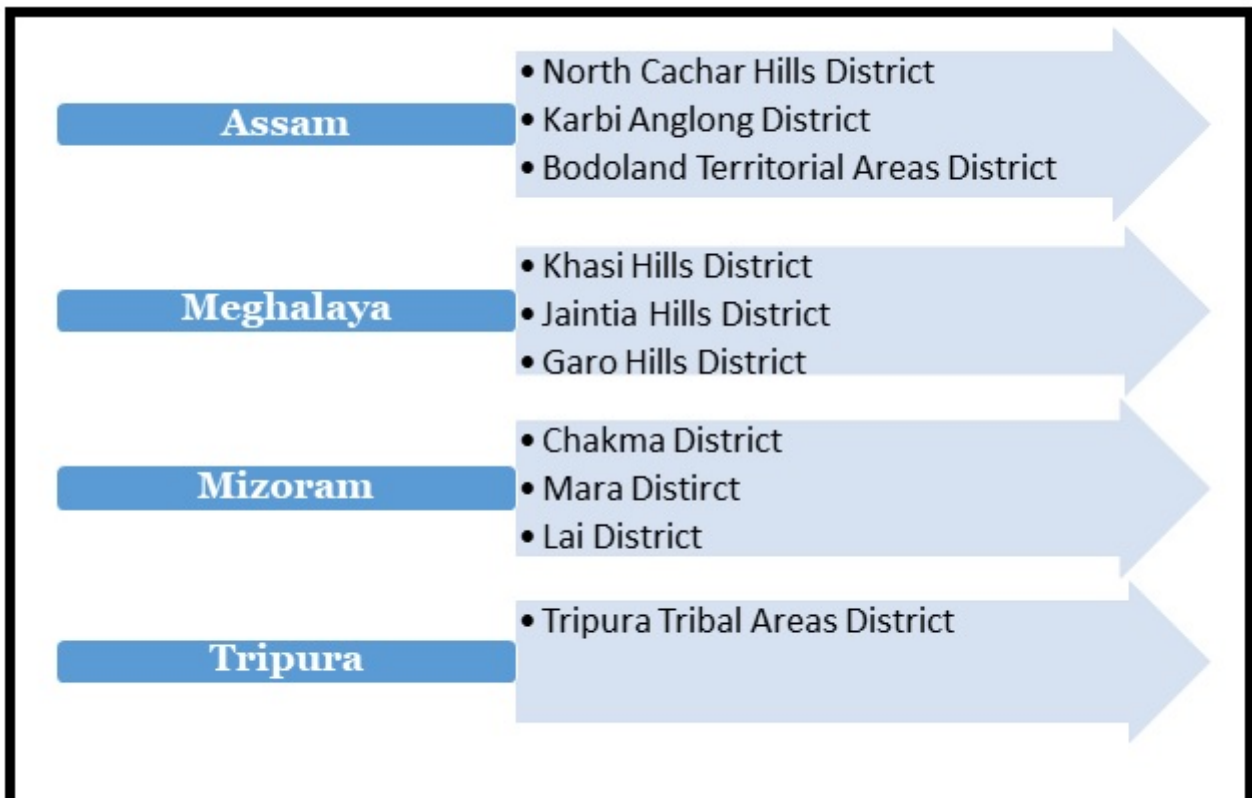 Assam
• North Cachar Hills District
• Karbi Anglong District
• Bodoland Territorial Areas District
Meghalaya
• Khasi Hills District
• Jaintia Hills District
• Garo Hills District
Mizoram
• Chakma District
• Mara Distirct
• Lai District
Tripura
• Tripura Tribal Areas District